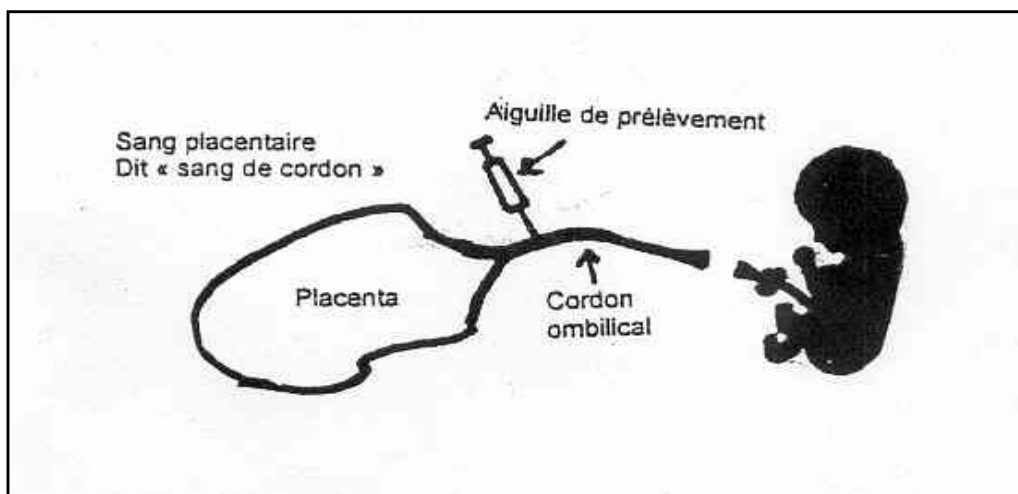 Aiguille de prélèvement
Sang placentaire
Dit « sang de cordon »
Placenta
Cordon
ombilical